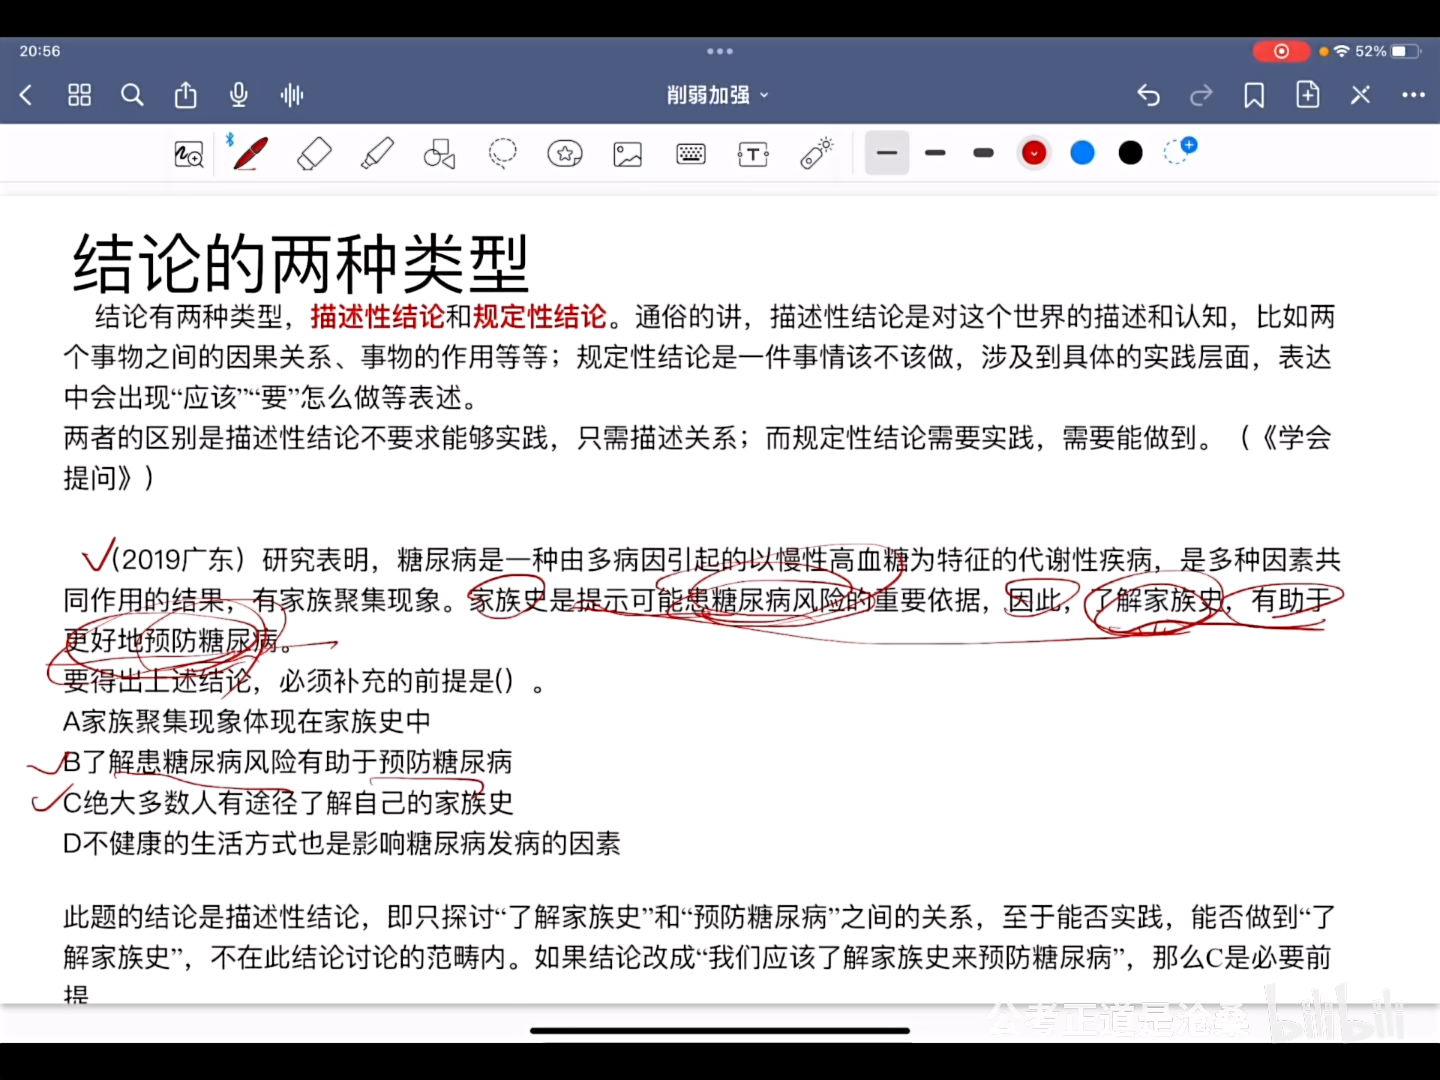 20:56
52%
削弱加强
结论的两种类型
结论有两种类型，描述性结论和规定性结论。通俗的讲，描述性结论是对这个世界的描述和认知，比如两
个事物之间的因果关系、事物的作用等等；规定性结论是一件事情该不该做，涉及到具体的实践层面，表达
中会出现“应该”“要”怎么做等表述。
两者的区别是描述性结论不要求能够实践，只需描述关系；而规定性结论需要实践，需要能做到。（《学会
提问》）
（2019广东）研究表明，糖尿病是一种由多病因引起的以慢性高血糖为特征的代谢性疾病，是多种因素共
同作用的结果，有家族聚集现象。家族史是提示可能患糖尿病风险的重要依据，因此，了解家族史，有助于
更好地预防糖尿病。
要得出上述结论，必须补充的前提是()。
A家族聚集现象体现在家族史中
B了解患糖尿病风险有助于预防糖尿病
C绝大多数人有途径了解自己的家族史
D不健康的生活方式也是影响糖尿病发病的因素
此题的结论是描述性结论，即只探讨“了解家族史”和“预防糖尿病”之间的关系，至于能否实践，能否做到“了
解家族史”，不在此结论讨论的范畴内。如果结论改成“我们应该了解家族史来预防糖尿病”，那么C是必要前
提
公考正道是沧桑 bilibili